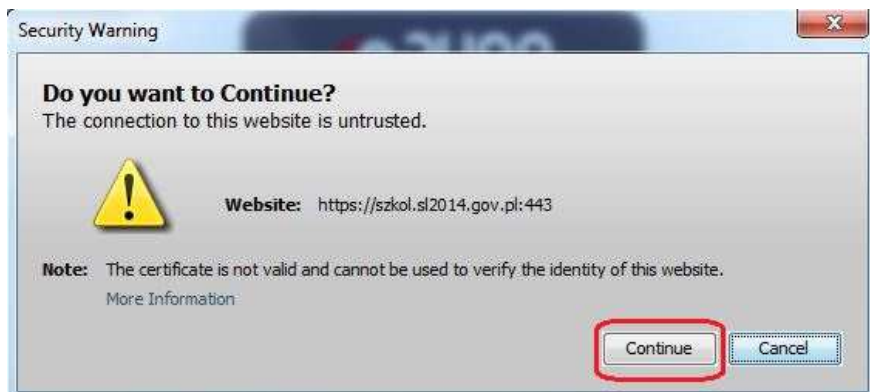 Security Warning
Do you want to Continue?
The connection to this website is untrusted.
Website: https://szkol.sl2014.gov.pl:443
Note: The certificate is not valid and cannot be used to verify the identity of this website.
More Information
Continue Cancel